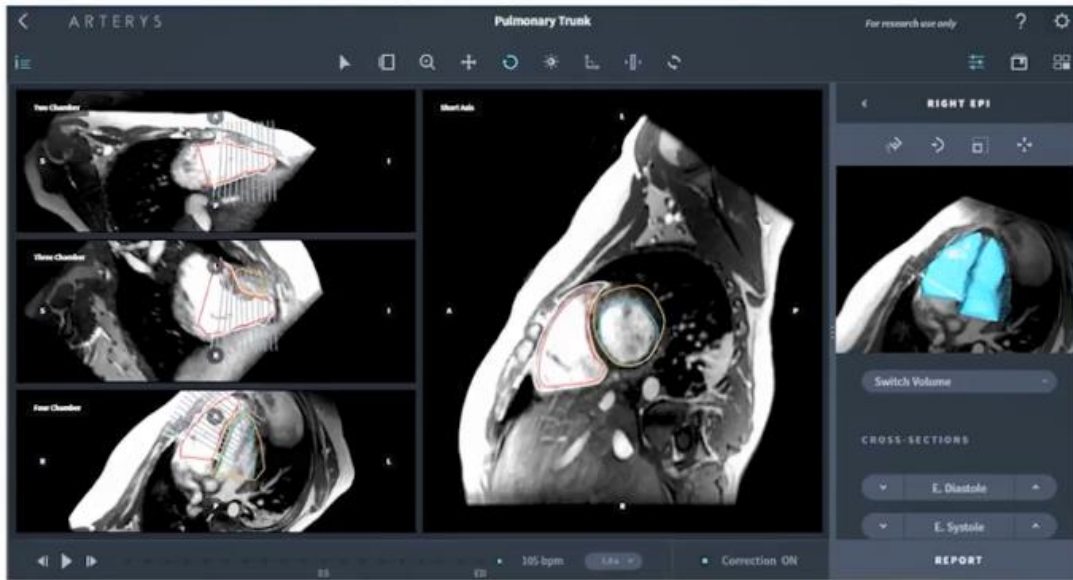 ARTERYS
Pulmonary Trunk
For research use only
?
Two Chamber
S
I
Three Chamber
S
I
Four Chamber
R
L
Short Axis
A
P
RIGHT EPI
Switch Volume
CROSS-SECTIONS
E. Diastole
E. Systole
105 bpm
Correction ON
REPORT